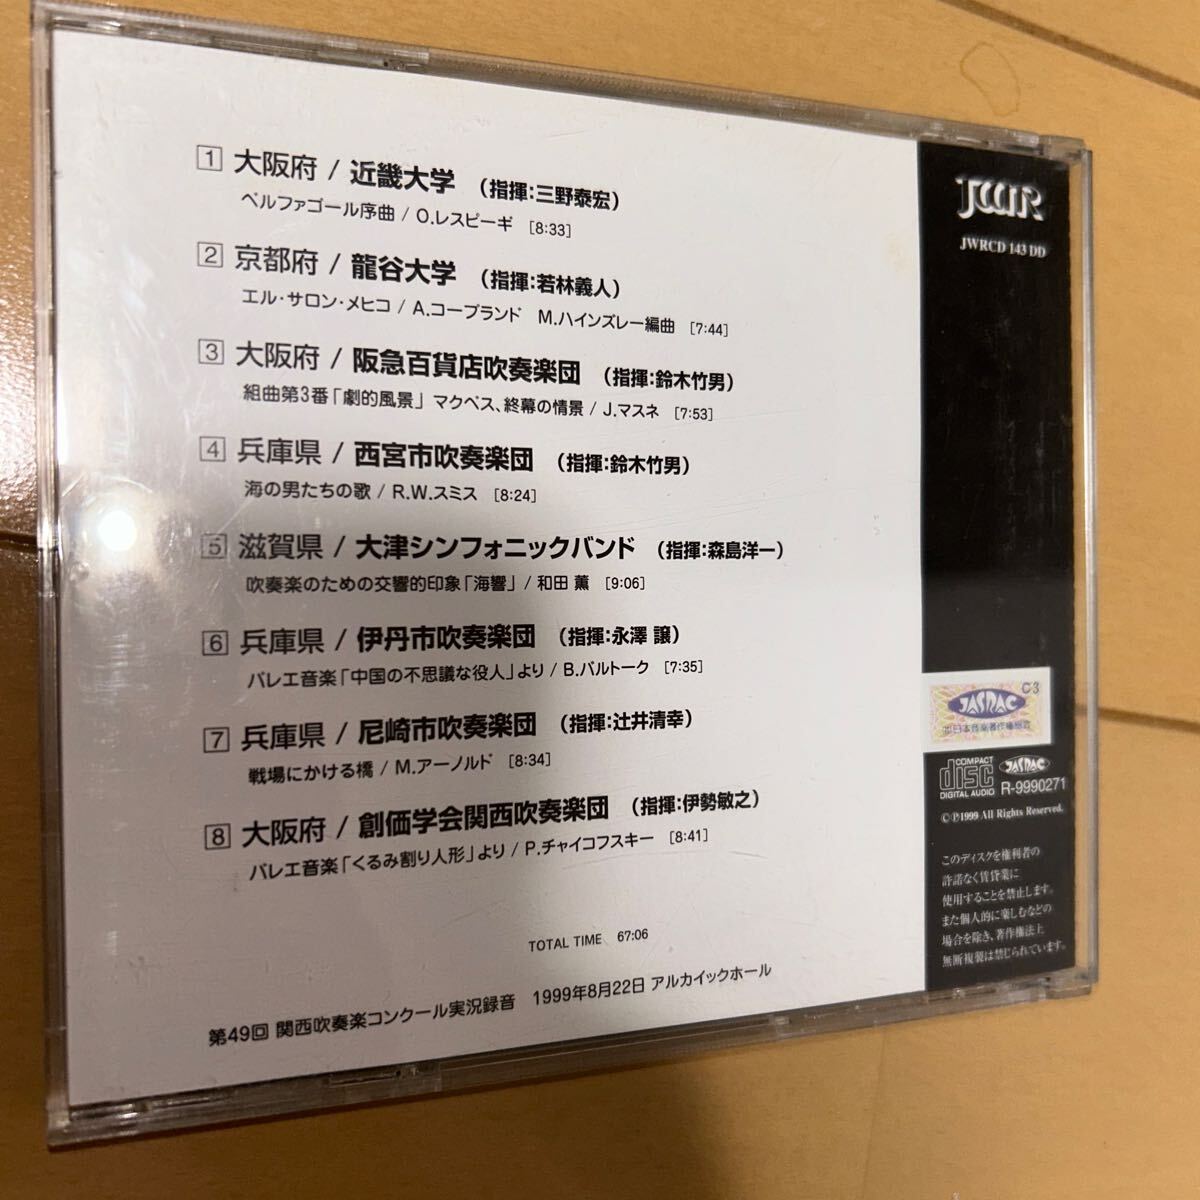 1 大阪府 / 近畿大学 (指揮:三野泰宏)
ベルファゴール序曲 / O.レスピーギ [8:33]
2 京都府 / 龍谷大学 (指揮:若林義人)
エル・サロン・メヒコ / A.コープランド M.ハインズレー編曲 [7:44]
3 大阪府 / 阪急百貨店吹奏楽団 (指揮:鈴木竹男)
組曲第3番「劇的風景」 マクベス、終幕の情景 / J.マスネ [7:53]
4 兵庫県 / 西宮市吹奏楽団 (指揮:鈴木竹男)
海の男たちの歌 / R.W.スミス [8:24]
5 滋賀県 / 大津シンフォニックバンド (指揮:森島洋一)
吹奏楽のための交響的印象「海響」 / 和田 薫 [9:06]
6 兵庫県 / 伊丹市吹奏楽団 (指揮:永澤 譲)
バレエ音楽「中国の不思議な役人」より / B.バルトーク [7:35]
7 兵庫県 / 尼崎市吹奏楽団 (指揮:辻井清幸)
戦場にかける橋 / M.アーノルド [8:34]
8 大阪府 / 創価学会関西吹奏楽団 (指揮:伊勢敏之)
バレエ音楽「くるみ割り人形」より / P.チャイコフスキー [8:41]
TOTAL TIME 67:06
第49回 関西吹奏楽コンクール実況録音 1999年8月22日 アルカイックホール
JWR
JWRCD 143 DD
C3
JASRAC
㈳日本音楽著作権協会
COMPACT disc DIGITAL AUDIO
JASRAC
R-9990271
©℗1999 All Rights Reserved.
このディスクを権利者の
許諾なく賃貸業に
使用することを禁止します。
また個人的に楽しむなどの
場合を除き、著作権法上
無断複製は禁じられています。